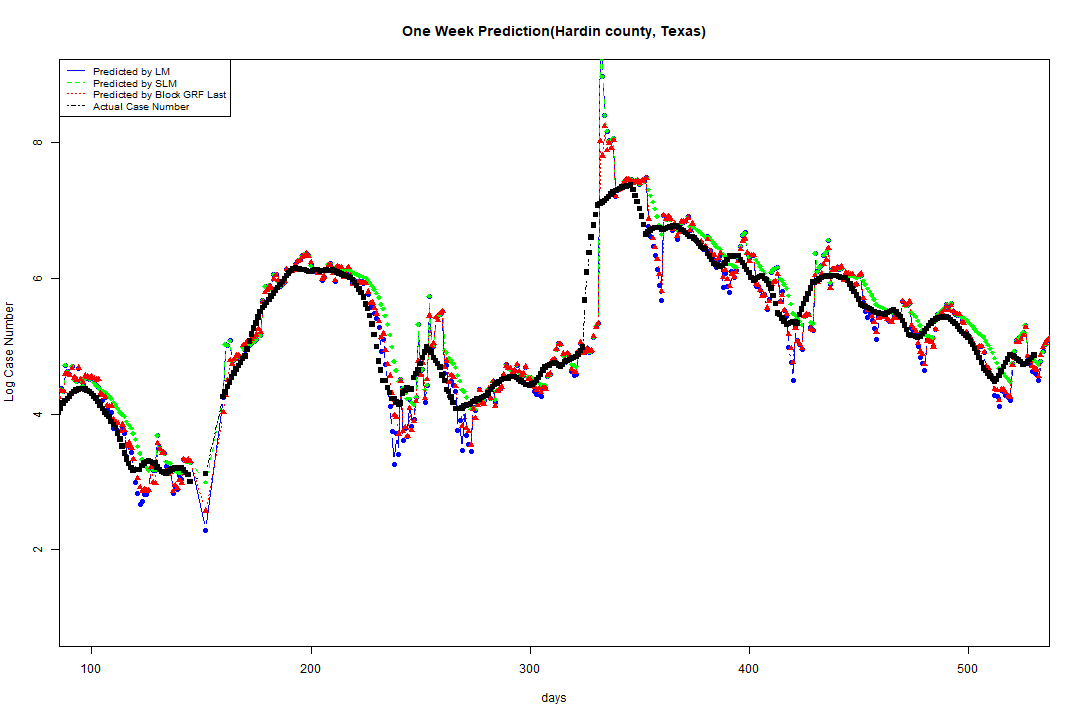 One Week Prediction(Hardin county, Texas)
Predicted by LM
Predicted by SLM
Predicted by Block GRF Last
Actual Case Number
8
6
4
2
Log Case Number
100 200 300 400 500
days